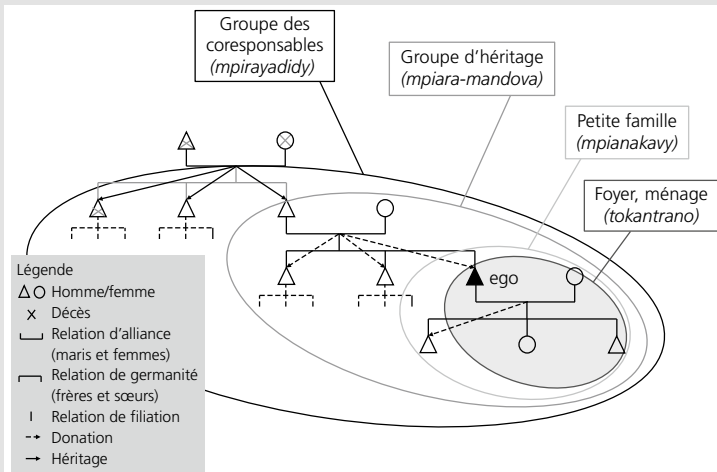 Groupe des
coresponsables
(mpirayadidy)
Groupe d'héritage
(mpiara-mandova)
Petite famille
(mpianakavy)
Foyer, ménage
(tokantrano)
ego
Légende
Homme/femme
Décès
Relation d'alliance
(maris et femmes)
Relation de germanité
(frères et sœurs)
Relation de filiation
Donation
Héritage